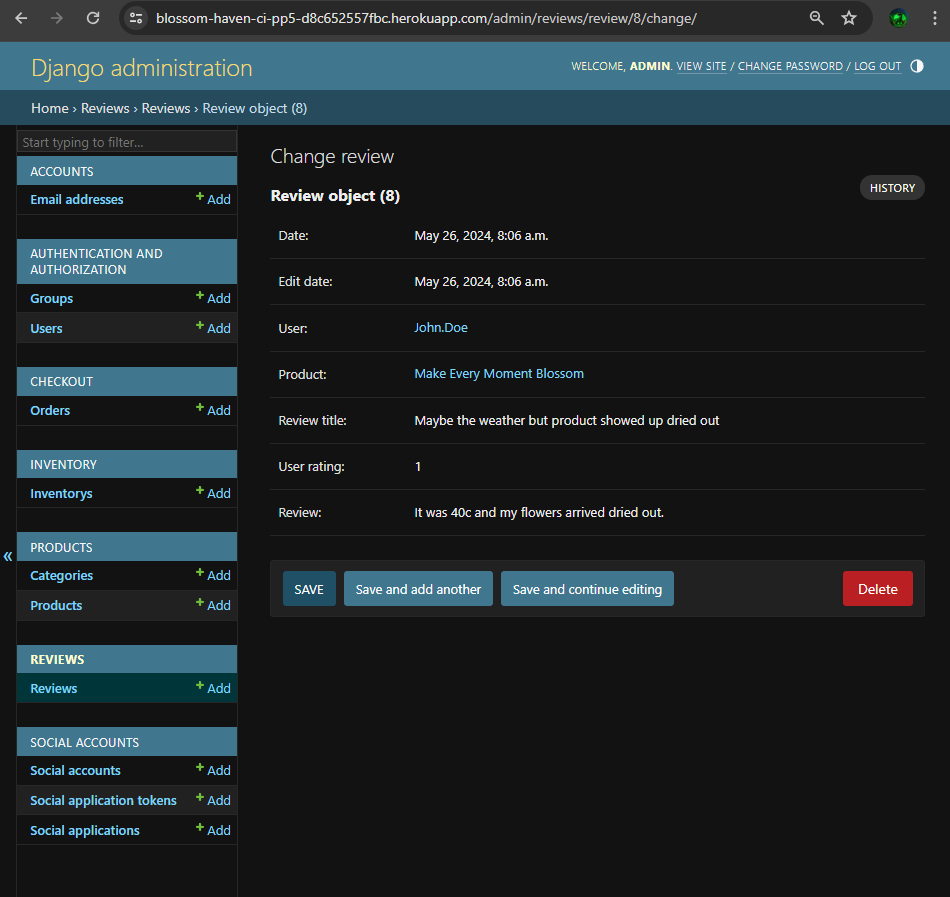 blossom-haven-ci-pp5-d8c652557fbc.herokuapp.com/admin/reviews/review/8/change/
Django administration
WELCOME, ADMIN. VIEW SITE / CHANGE PASSWORD / LOG OUT
Home › Reviews › Reviews › Review object (8)
Start typing to filter...
ACCOUNTS
Email addresses + Add
AUTHENTICATION AND
AUTHORIZATION
Groups + Add
Users + Add
CHECKOUT
Orders + Add
INVENTORY
Inventorys + Add
PRODUCTS
Categories + Add
Products + Add
REVIEWS
Reviews + Add
SOCIAL ACCOUNTS
Social accounts + Add
Social application tokens + Add
Social applications + Add
«
Change review
Review object (8)
HISTORY
Date: May 26, 2024, 8:06 a.m.
Edit date: May 26, 2024, 8:06 a.m.
User: John.Doe
Product: Make Every Moment Blossom
Review title: Maybe the weather but product showed up dried out
User rating: 1
Review: It was 40c and my flowers arrived dried out.
SAVE Save and add another Save and continue editing Delete